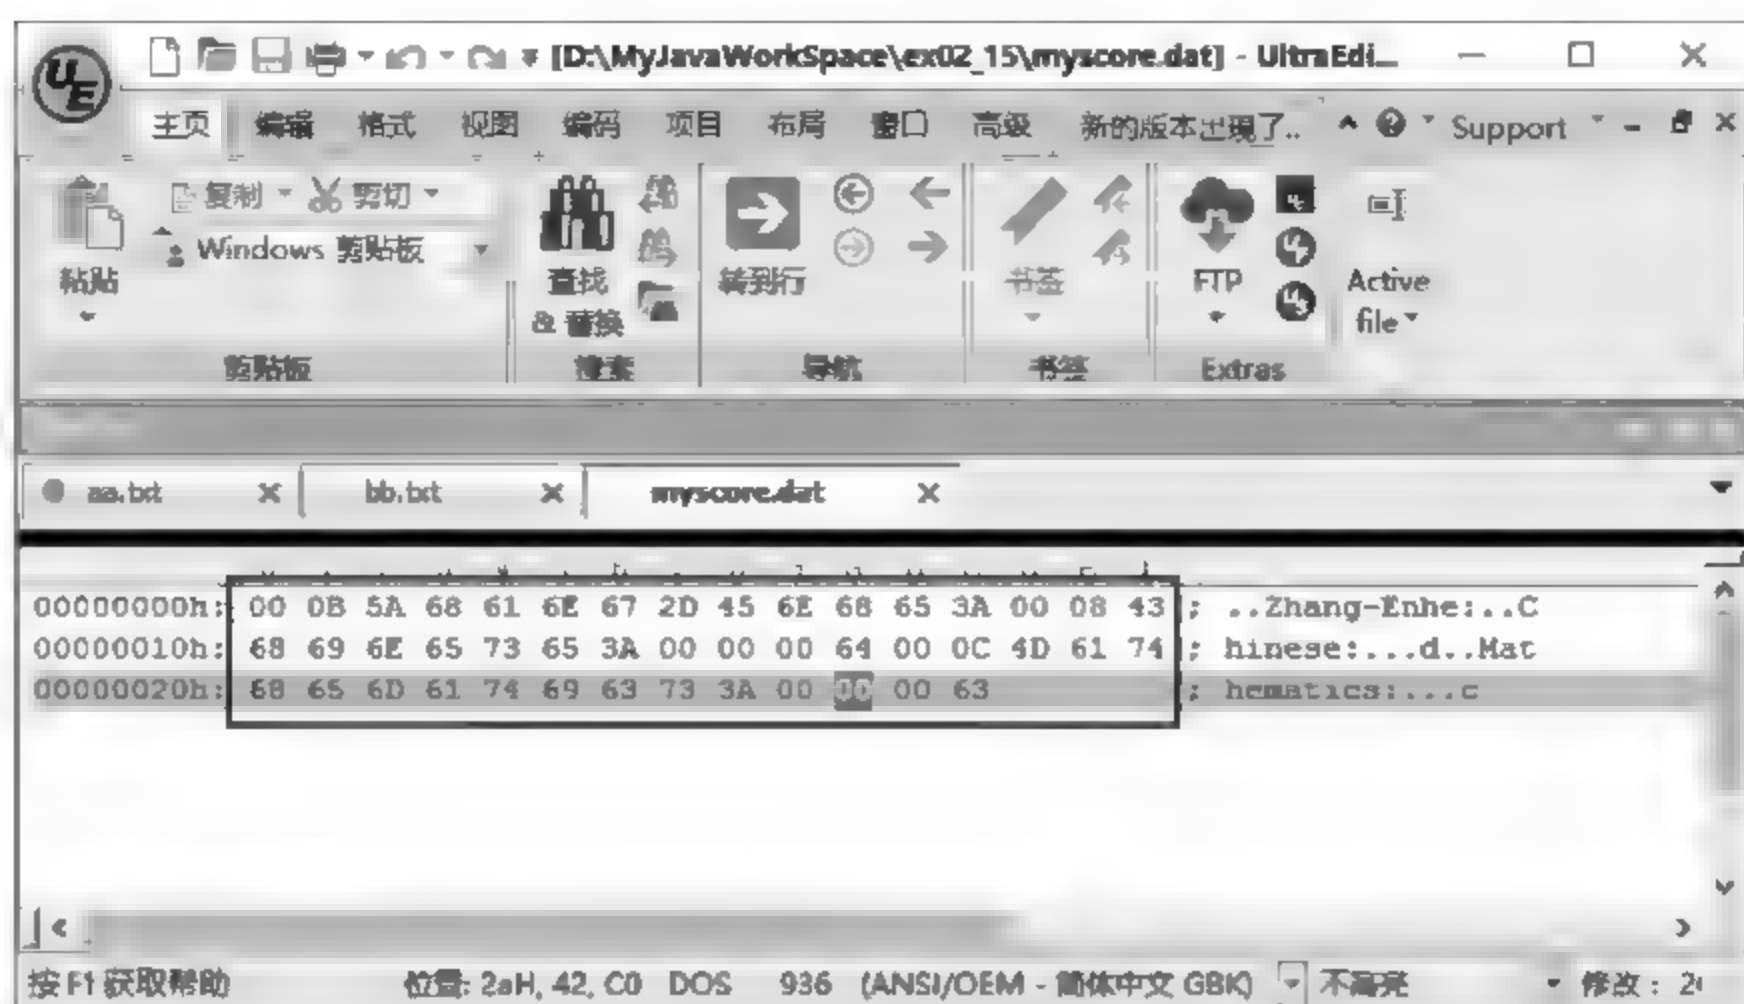 UE [D:\MyJavaWorkSpace\ex02_15\myscore.dat] - UltraEdi...
主页 编辑 格式 视图 编码 项目 布局 窗口 高级 新的版本出現了.. Support
复制 剪切
Windows 剪贴板
粘贴 查找 转到行 书签 FTP Active
& 替换 file
剪贴板 搜索 导航 书签 Extras
aa.txt bb.txt myscore.dat
00000000h: 00 0B 5A 68 61 6E 67 2D 45 6E 68 65 3A 00 08 43 ; ..Zhang-Enhe:..C
00000010h: 68 69 6E 65 73 65 3A 00 00 00 64 00 0C 4D 61 74 ; hinese:...d..Mat
00000020h: 68 65 6D 61 74 69 63 73 3A 00 00 00 63 ; hematics:...c
按 F1 获取帮助 位置: 2aH, 42, C0 DOS 936 (ANSI/OEM - 简体中文 GBK) 不高亮 修改: 2